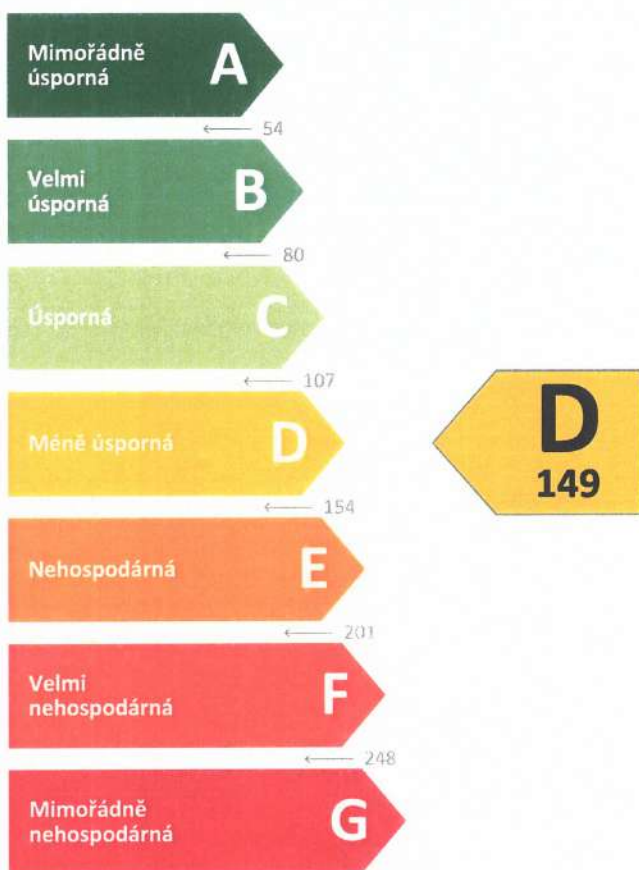 Mimořádně
úsporná
A
54
Velmi
úsporná
B
80
Úsporná
C
107
Méně úsporná
D
154
D
149
Nehospodárná
E
201
Velmi
nehospodárná
F
248
Mimořádně
nehospodárná
G